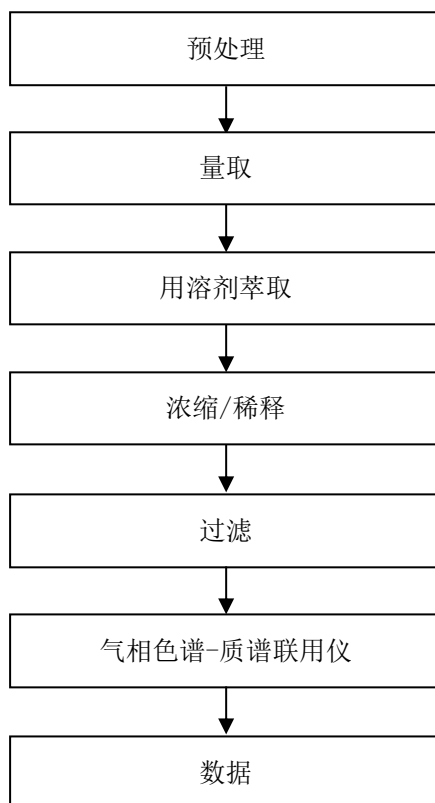 预处理
量取
用溶剂萃取
浓缩/稀释
过滤
气相色谱-质谱联用仪
数据